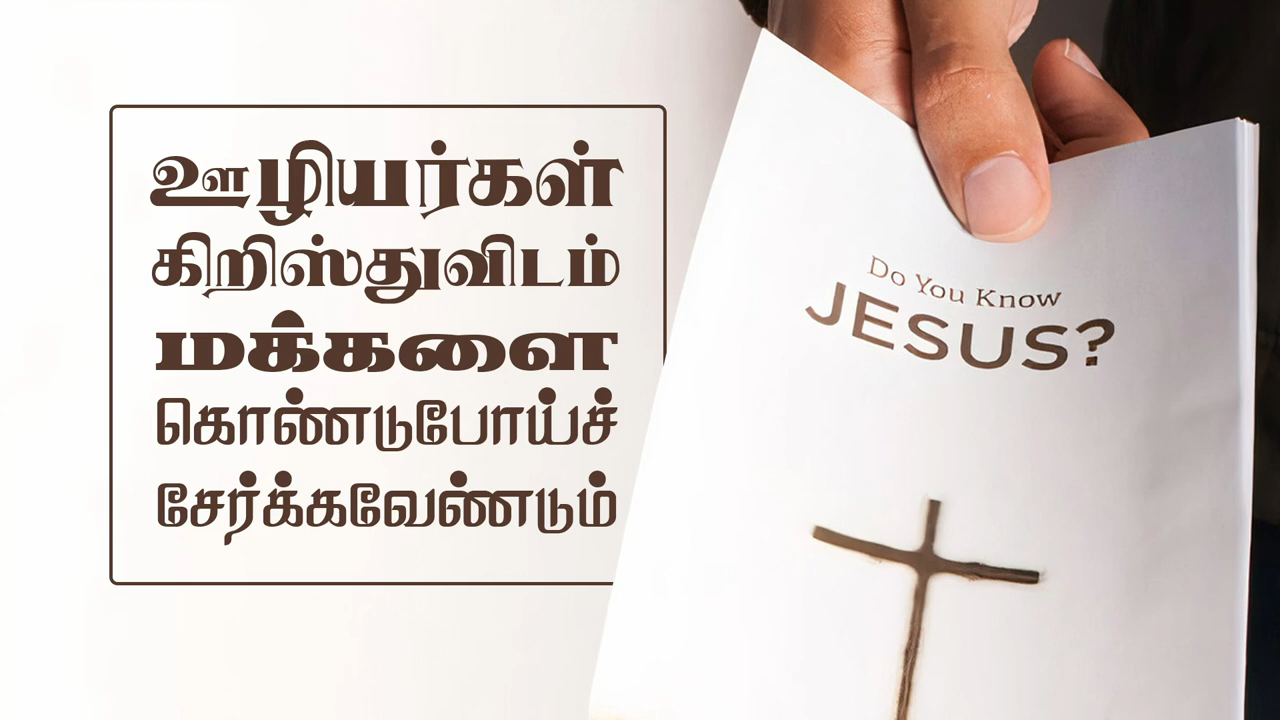 ஊழியர்கள்
கிறிஸ்துவிடம்
மக்களை
கொண்டுபோய்ச்
சேர்க்கவேண்டும்
Do You Know
JESUS?